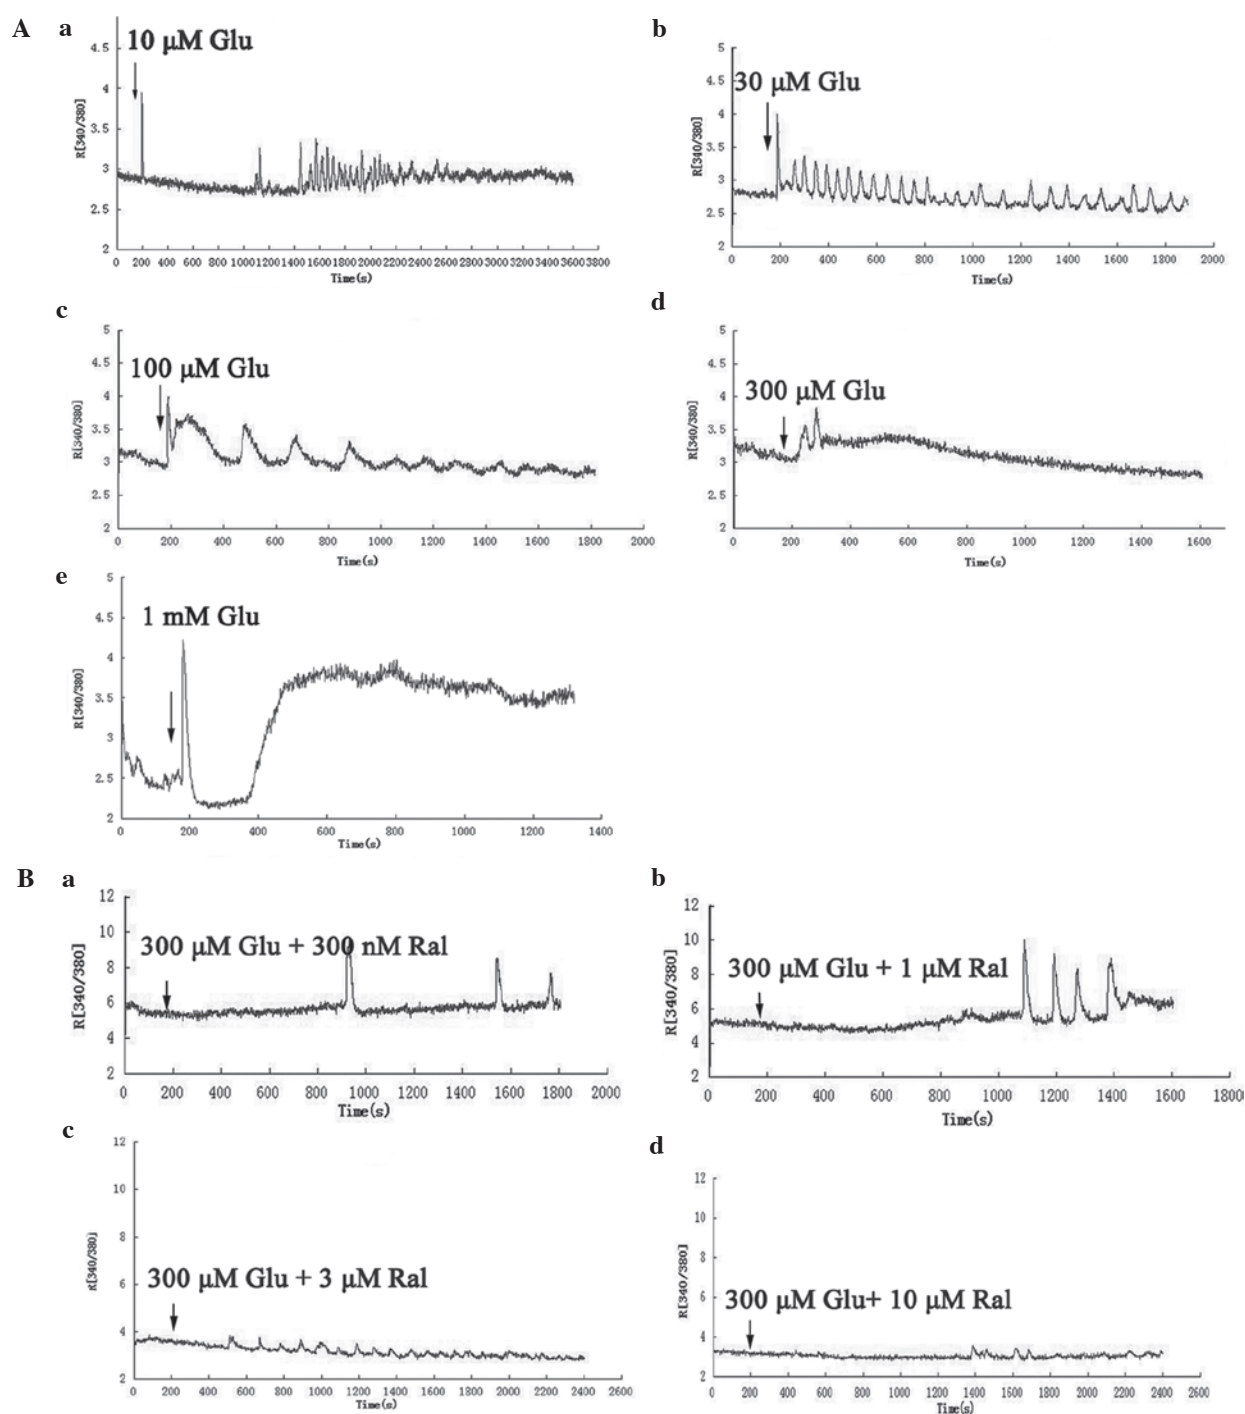 A a
10 μM Glu
R[340/380]
4.5
4
3.5
3
2.5
2
0 200 400 600 800 1000 1200 1400 1600 1800 2000 2200 2400 2600 2800 3000 3200 3400 3600 3800
Time(s)
b
30 μM Glu
R[340/380]
5
4.5
4
3.5
3
2.5
2
0 200 400 600 800 1000 1200 1400 1600 1800 2000
Time(s)
c
100 μM Glu
R[340/380]
5
4.5
4
3.5
3
2.5
2
0 200 400 600 800 1000 1200 1400 1600 1800 2000
Time(s)
d
300 μM Glu
R[340/380]
5
4.5
4
3.5
3
2.5
2
0 200 400 600 800 1000 1200 1400 1600
Time(s)
e
1 mM Glu
R[340/380]
5
4.5
4
3.5
3
2.5
2
0 200 400 600 800 1000 1200 1400
Time(s)
B a
300 μM Glu + 300 nM Ral
R[340/380]
12
10
8
6
4
2
0 200 400 600 800 1000 1200 1400 1600 1800 2000
Time(s)
b
300 μM Glu + 1 μM Ral
R[340/380]
12
10
8
6
4
2
0 200 400 600 800 1000 1200 1400 1600 1800
Time(s)
c
300 μM Glu + 3 μM Ral
R[340/380]
12
10
8
6
4
2
0 200 400 600 800 1000 1200 1400 1600 1800 2000 2200 2400 2600
Time(s)
d
300 μM Glu+ 10 μM Ral
R[340/380]
12
10
8
6
4
2
0 200 400 600 800 1000 1200 1400 1600 1800 2000 2200 2400 2600
Time(s)